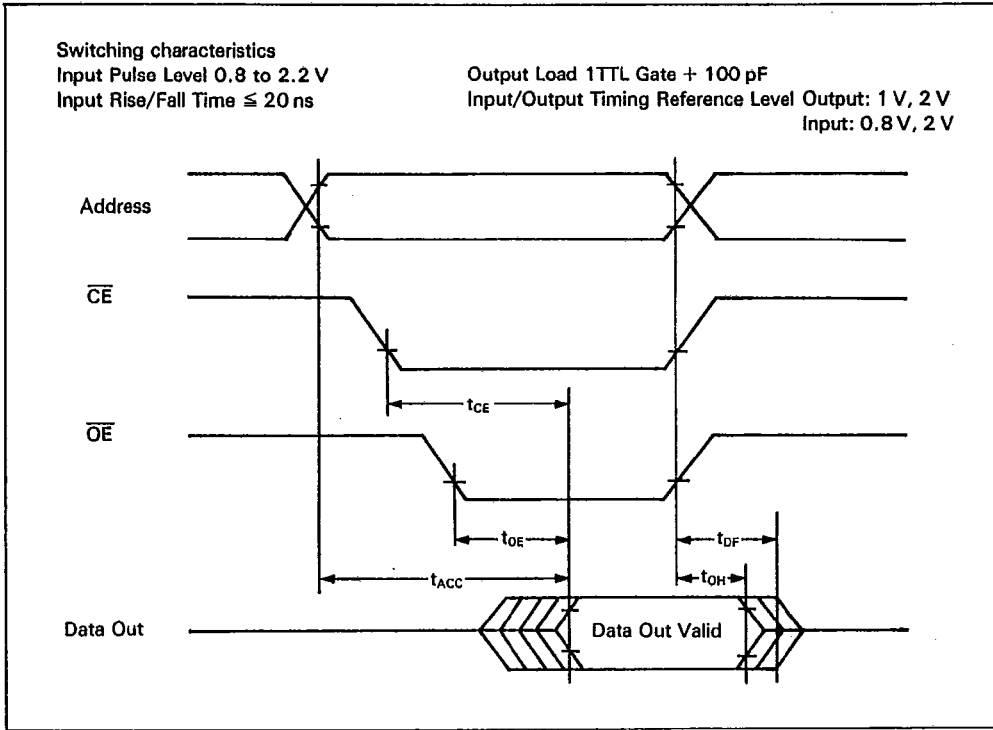 Switching characteristics
Input Pulse Level 0.8 to 2.2 V
Input Rise/Fall Time ≦ 20 ns
Output Load 1TTL Gate + 100 pF
Input/Output Timing Reference Level Output: 1 V, 2 V
Input: 0.8 V, 2 V
Address
C̅E̅
tCE
O̅E̅
tOE
tDF
tACC
tOH
Data Out
Data Out Valid